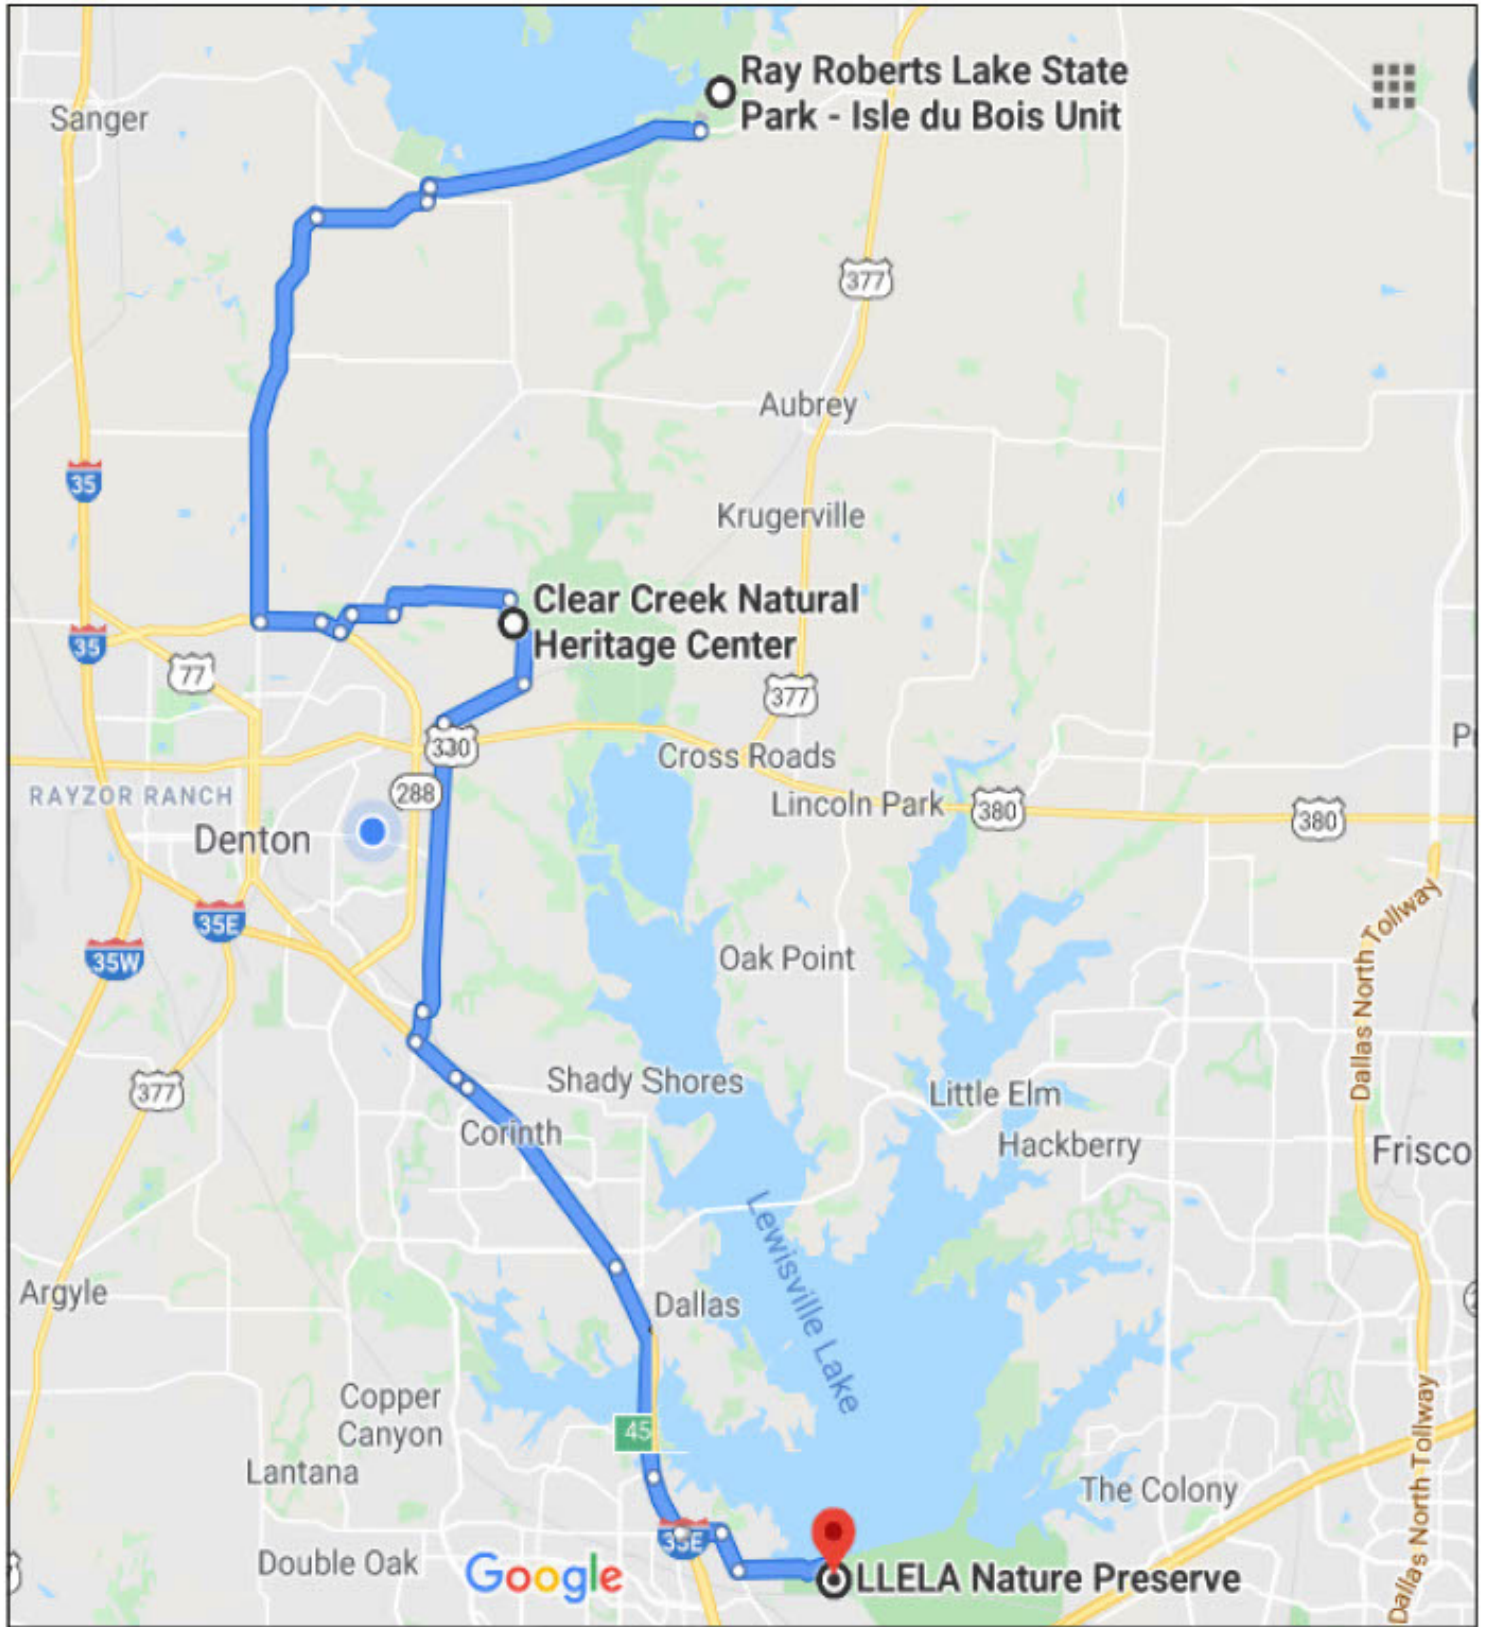 Ray Roberts Lake State
Park - Isle du Bois Unit
Sanger
377
Aubrey
35
Krugerville
Clear Creek Natural
Heritage Center
35
77
377
330
Cross Roads
RAYZOR RANCH
288
Lincoln Park
380
380
Denton
35E
35W
Oak Point
Dallas North Tollway
377
Shady Shores
Little Elm
Corinth
Hackberry
Frisco
Lewisville Lake
Argyle
Dallas
Copper
Canyon
45
Lantana
The Colony
Dallas North Tollway
35E
Double Oak
Google
LLELA Nature Preserve